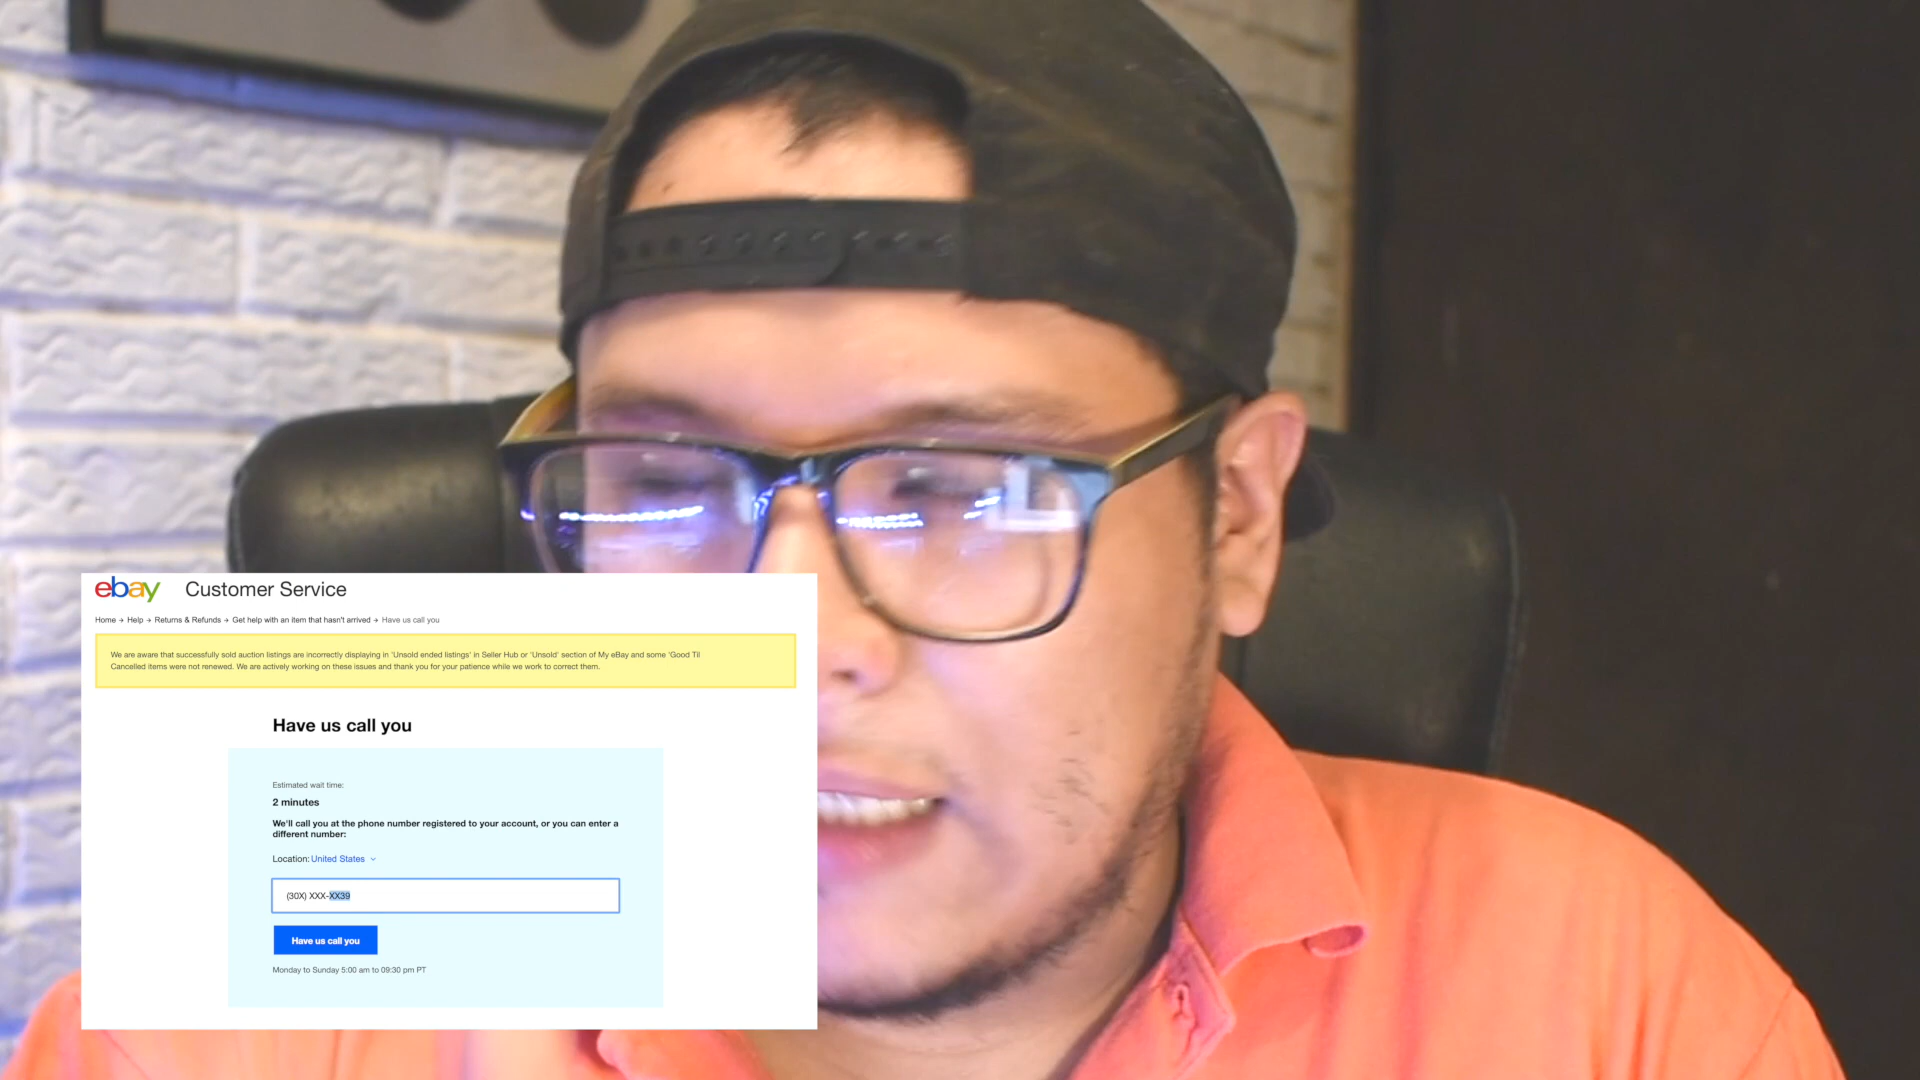 ebay Customer Service
Home → Help → Returns & Refunds → Get help with an item that hasn't arrived → Have us call you
We are aware that successfully sold auction listings are incorrectly displaying in 'Unsold ended listings' in Seller Hub or 'Unsold' section of My eBay and some 'Good Til
Cancelled items were not renewed. We are actively working on these issues and thank you for your patience while we work to correct them.
Have us call you
Estimated wait time:
2 minutes
We'll call you at the phone number registered to your account, or you can enter a
different number:
Location: United States
(30X) XXX-XX39
Have us call you
Monday to Sunday 5:00 am to 09:30 pm PT